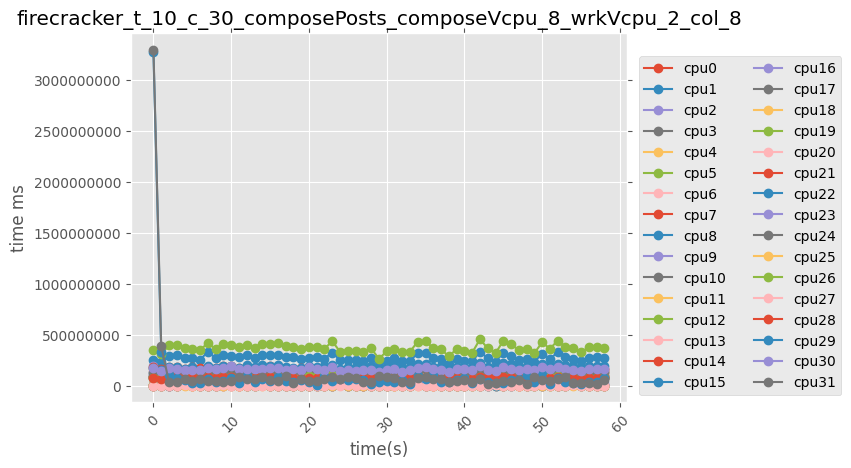 firecracker_t_10_c_30_composePosts_composeVcpu_8_wrkVcpu_2_col_8
time ms
3000000000
2500000000
2000000000
1500000000
1000000000
500000000
0
0 10 20 30 40 50 60
time(s)
cpu0 cpu16
cpu1 cpu17
cpu2 cpu18
cpu3 cpu19
cpu4 cpu20
cpu5 cpu21
cpu6 cpu22
cpu7 cpu23
cpu8 cpu24
cpu9 cpu25
cpu10 cpu26
cpu11 cpu27
cpu12 cpu28
cpu13 cpu29
cpu14 cpu30
cpu15 cpu31